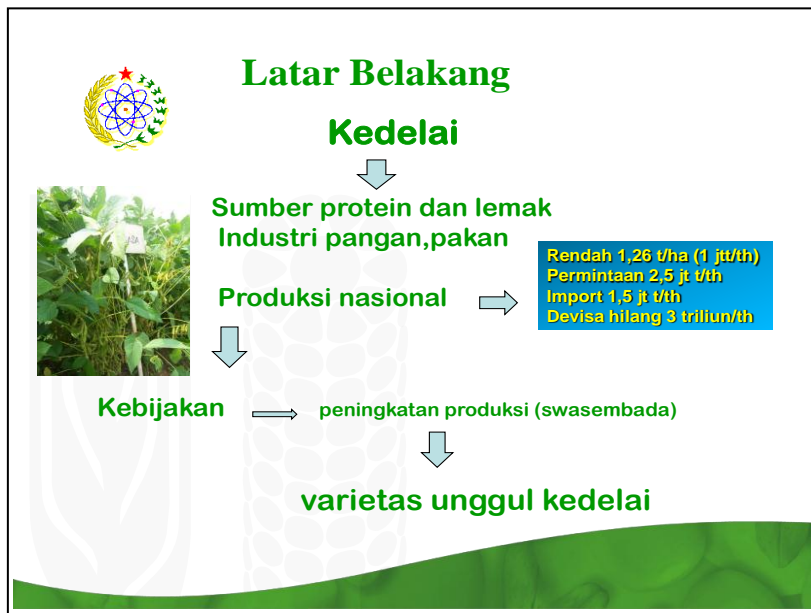 Latar Belakang
Kedelai
Sumber protein dan lemak
Industri pangan,pakan
Produksi nasional
Rendah 1,26 t/ha (1 jtt/th)
Permintaan 2,5 jt t/th
Import 1,5 jt t/th
Devisa hilang 3 triliun/th
Kebijakan
peningkatan produksi (swasembada)
varietas unggul kedelai